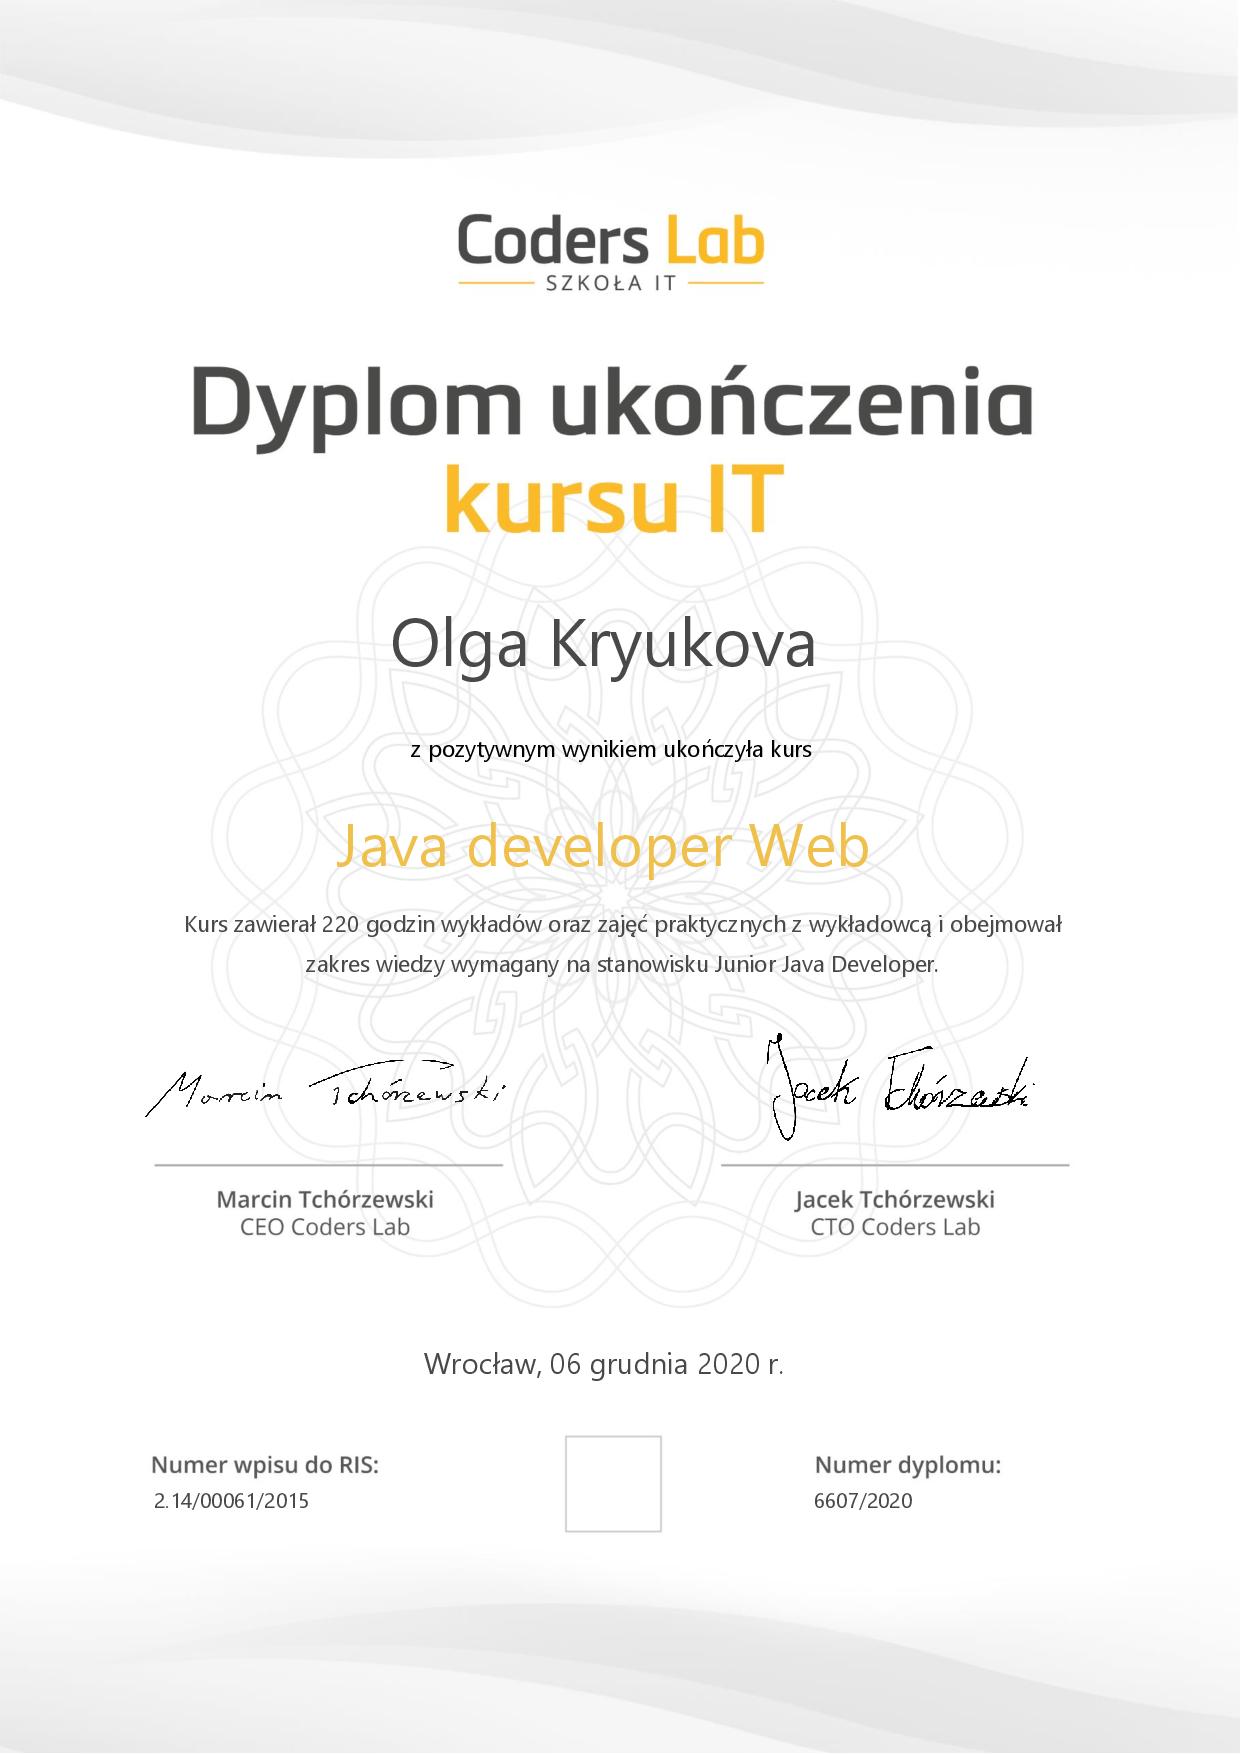 Coders Lab
SZKOŁA IT
Dyplom ukończenia
kursu IT
Olga Kryukova
z pozytywnym wynikiem ukończyła kurs
Java developer Web
Kurs zawierał 220 godzin wykładów oraz zajęć praktycznych z wykładowcą i obejmował
zakres wiedzy wymagany na stanowisku Junior Java Developer.
Marcin Tchórzewski
Jacek Tchórzewski
Marcin Tchórzewski
CEO Coders Lab
Jacek Tchórzewski
CTO Coders Lab
Wrocław, 06 grudnia 2020 r.
Numer wpisu do RIS:
2.14/00061/2015
Numer dyplomu:
6607/2020